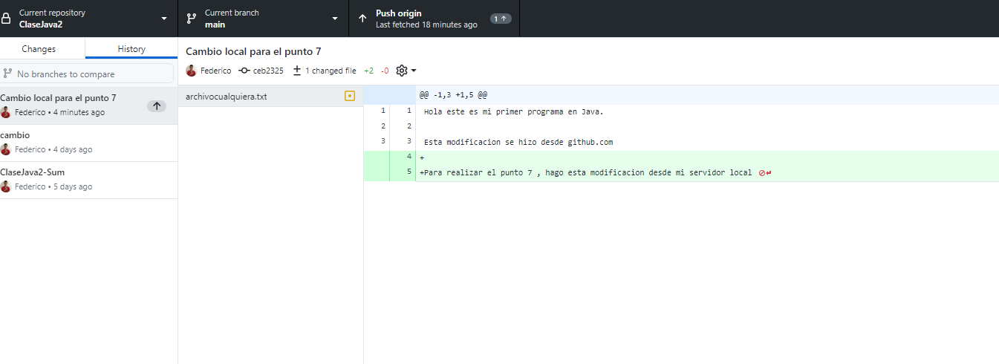 Current repository
ClaseJava2
Current branch
main
Push origin
Last fetched 18 minutes ago
1
Changes
History
No branches to compare
Cambio local para el punto 7
Federico • 4 minutes ago
cambio
Federico • 4 days ago
ClaseJava2-Sum
Federico • 5 days ago
Cambio local para el punto 7
Federico ceb2325 1 changed file +2 -0
archivocualquiera.txt
@@ -1,3 +1,5 @@
1 1 Hola este es mi primer programa en Java.
2 2
3 3 Esta modificacion se hizo desde github.com
4 +
5 +Para realizar el punto 7 , hago esta modificacion desde mi servidor local